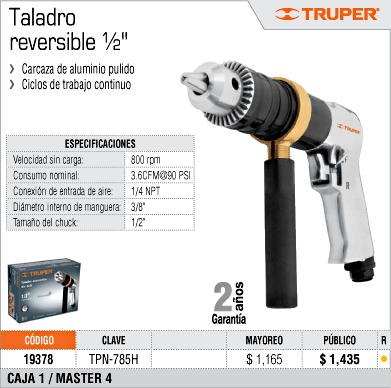 Taladro
reversible ½"
TRUPER®
› Carcaza de aluminio pulido
› Ciclos de trabajo continuo
TRUPER
ESPECIFICACIONES
Velocidad sin carga: 800 rpm
Consumo nominal: 3.6CFM@90 PSI
Conexión de entrada de aire: 1/4 NPT
Diámetro interno de manguera: 3/8"
Tamaño del chuck: 1/2"
TRUPER
1/2"
2 años
Garantía
CÓDIGO CLAVE MAYOREO PÚBLICO R
19378 TPN-785H $ 1,165 $ 1,435
CAJA 1 / MASTER 4